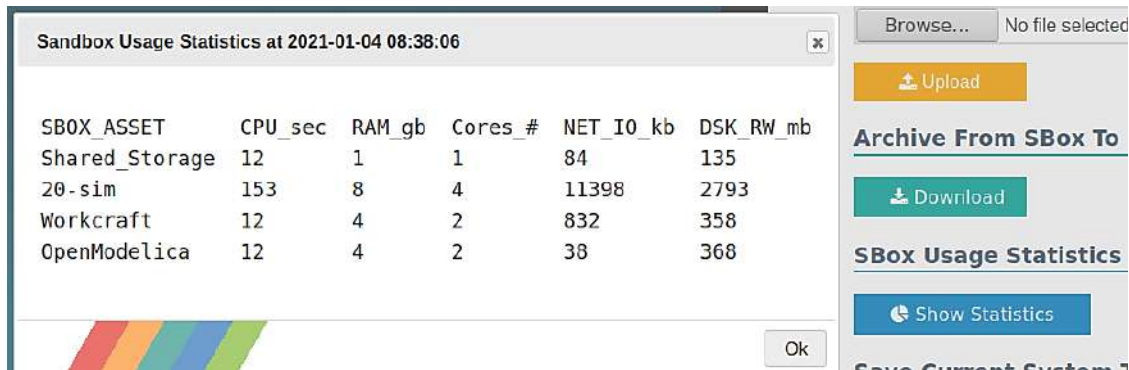 Sandbox Usage Statistics at 2021-01-04 08:38:06
x
SBOX_ASSET CPU_sec RAM_gb Cores_# NET_IO_kb DSK_RW_mb
Shared_Storage 12 1 1 84 135
20-sim 153 8 4 11398 2793
Workcraft 12 4 2 832 358
OpenModelica 12 4 2 38 368
Ok
Browse... No file selected
Upload
Archive From SBox To
Download
SBox Usage Statistics
Show Statistics
Save Current System T